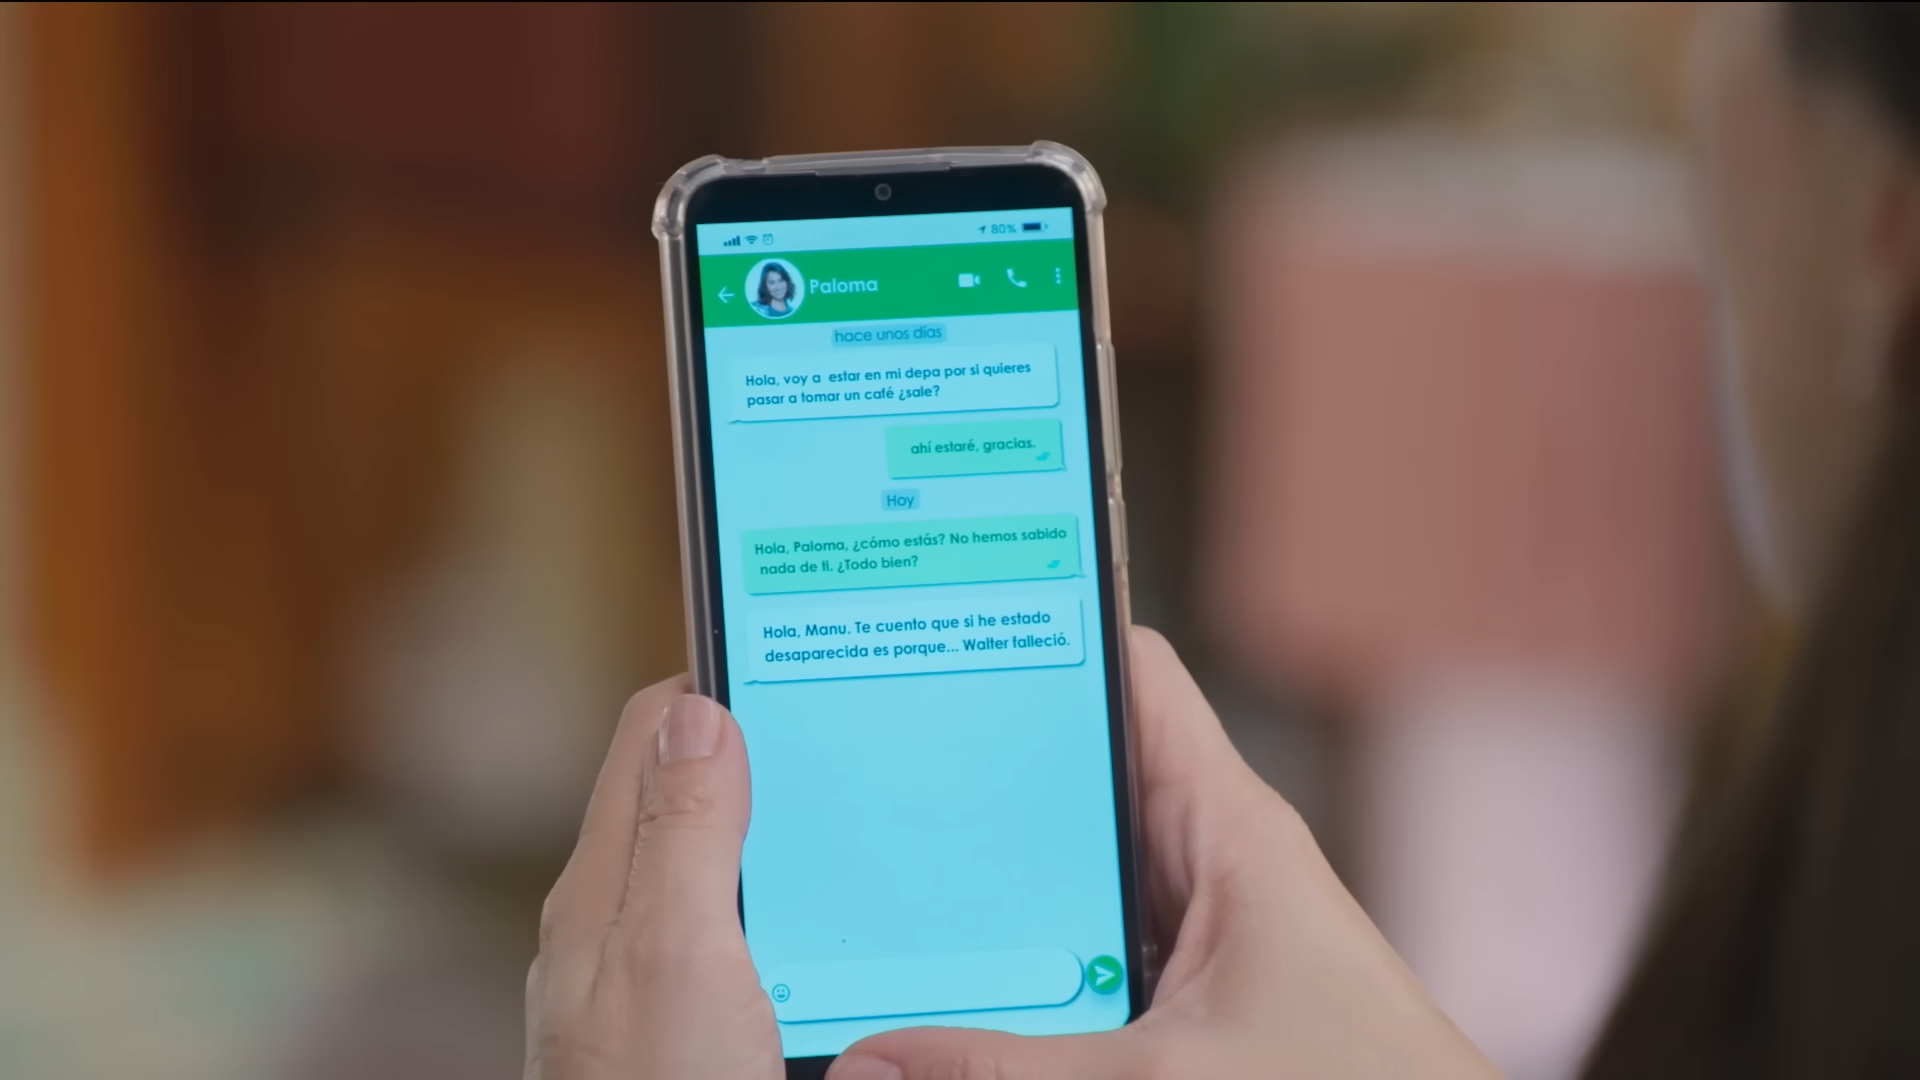 80%
Paloma
hace unos días
Hola, voy a estar en mi depa por si quieres
pasar a tomar un café ¿sale?
ahí estaré, gracias.
Hoy
Hola, Paloma, ¿cómo estás? No hemos sabido
nada de ti. ¿Todo bien?
Hola, Manu. Te cuento que si he estado
desaparecida es porque... Walter falleció.